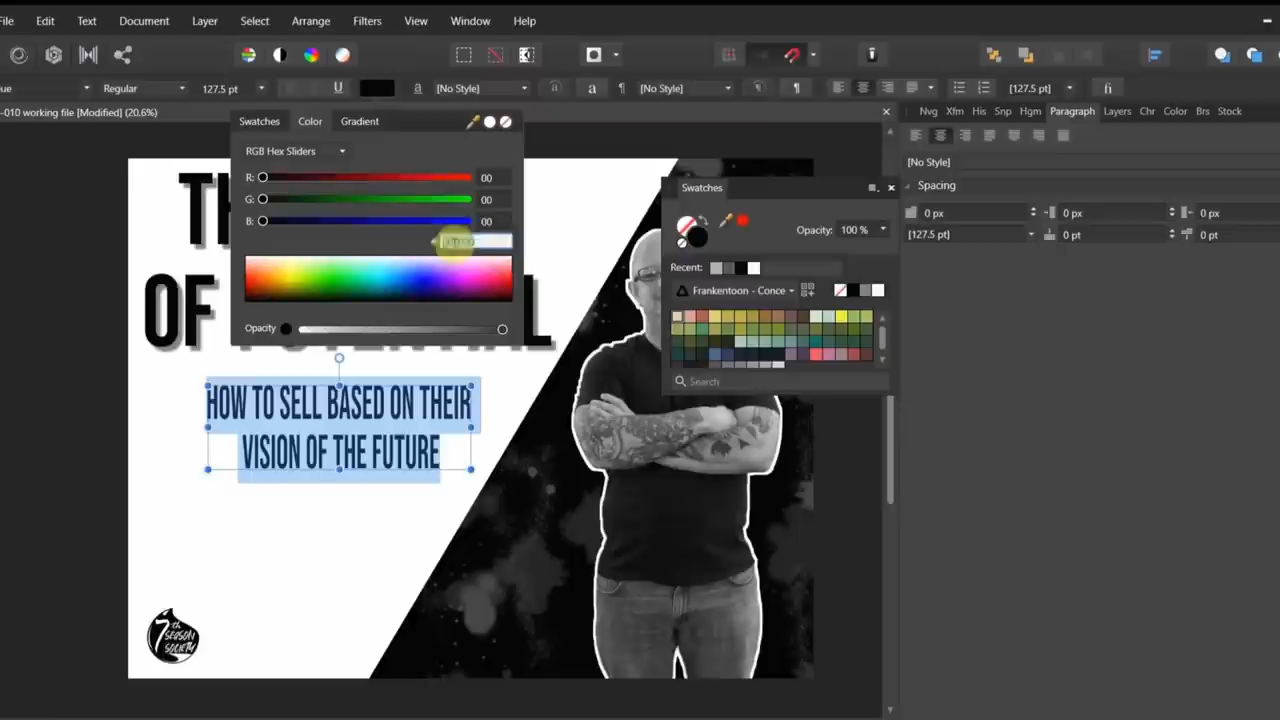 File Edit Text Document Layer Select Arrange Filters View Window Help
Regular 127.5 pt U a [No Style] a a ¶ [No Style] ¶ [127.5 pt] fi
-010 working file [Modified] (20.6%)
Nvg Xfm His Snp Hgm Paragraph Layers Chr Color Brs Stock
Swatches Color Gradient
RGB Hex Sliders
R: 00
G: 00
B: 00
Opacity
[No Style]
Spacing
0 px 0 px 0 px
[127.5 pt] 0 pt 0 pt
Swatches
Opacity: 100 %
Recent:
Frankentoon - Conce
Search
OF
HOW TO SELL BASED ON THEIR
VISION OF THE FUTURE
7th
SEASON
SOCIETY